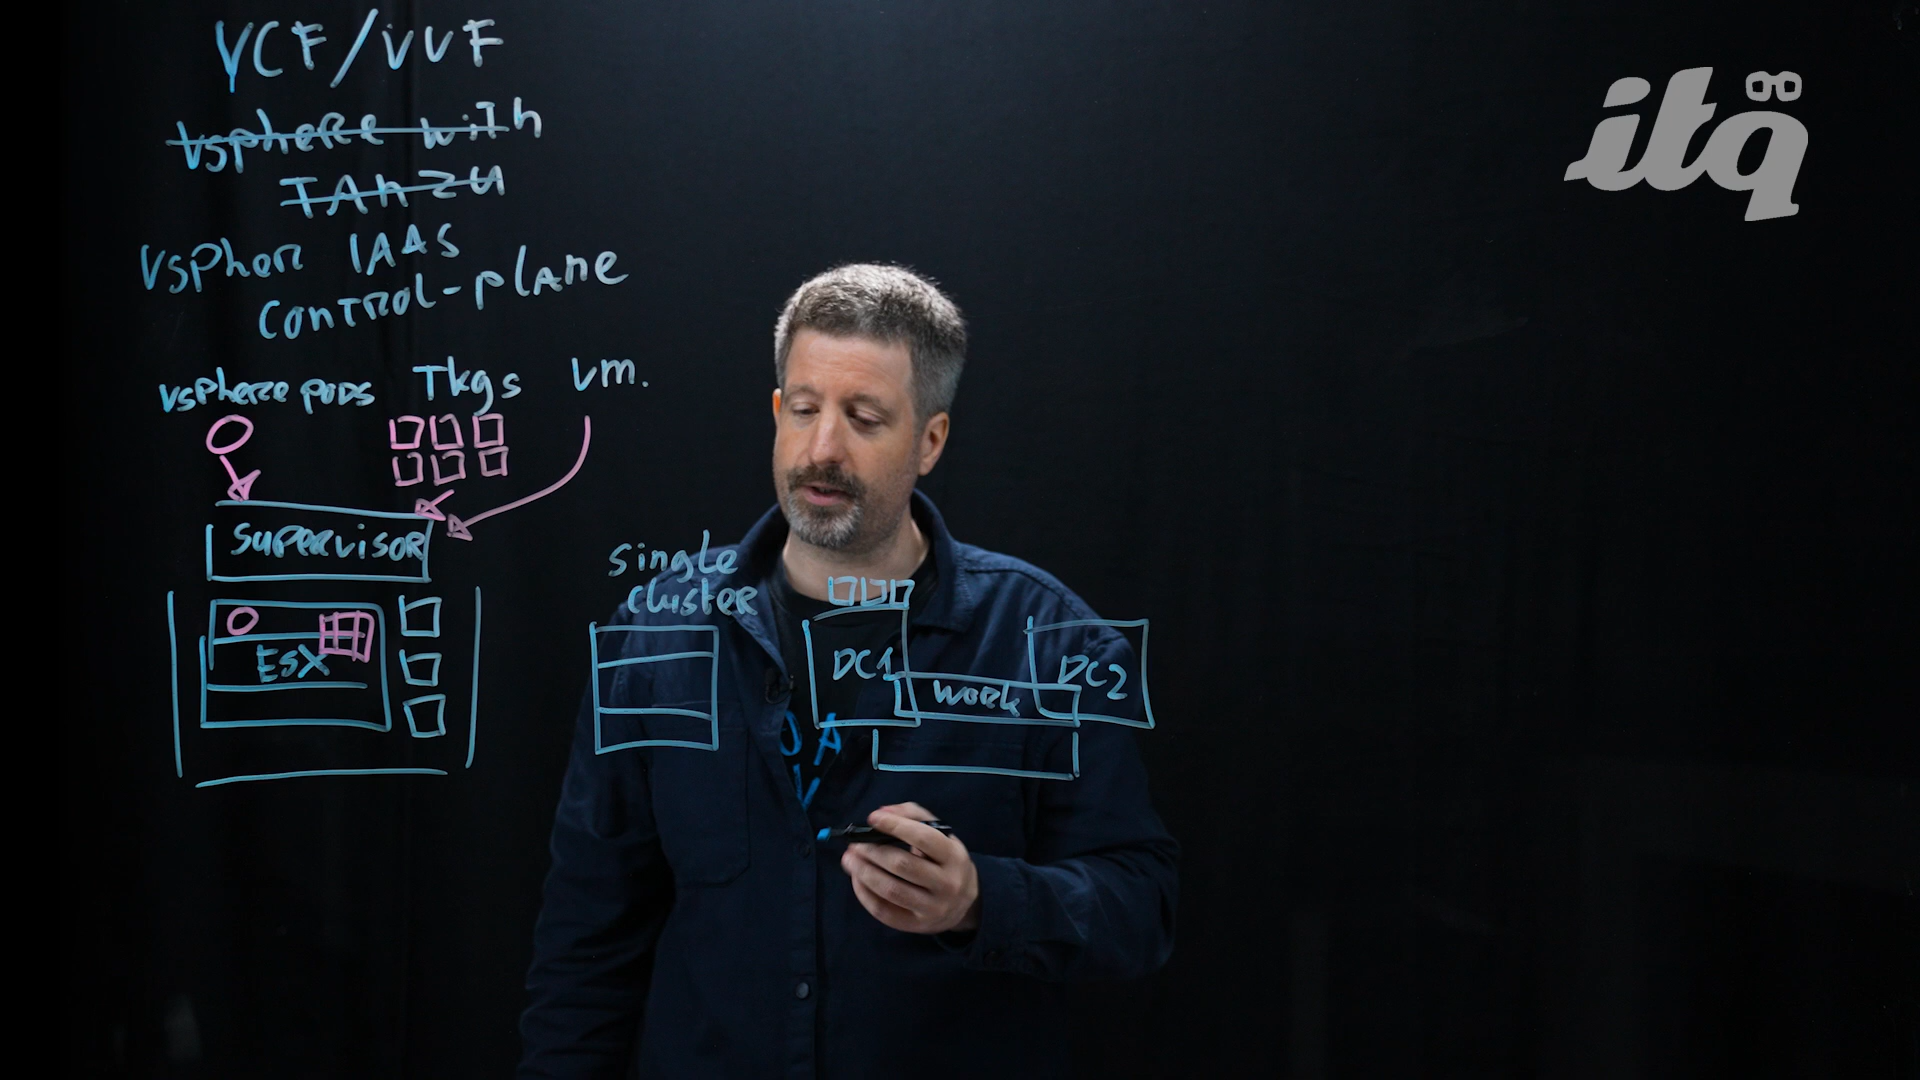 VCF/VVF
vsphere with
TAnzu
vsphere IAAS
control-plane
vsphere pods Tkgs vm.
supervisor
ESX
single
cluster
DC1
work
DC2
itq